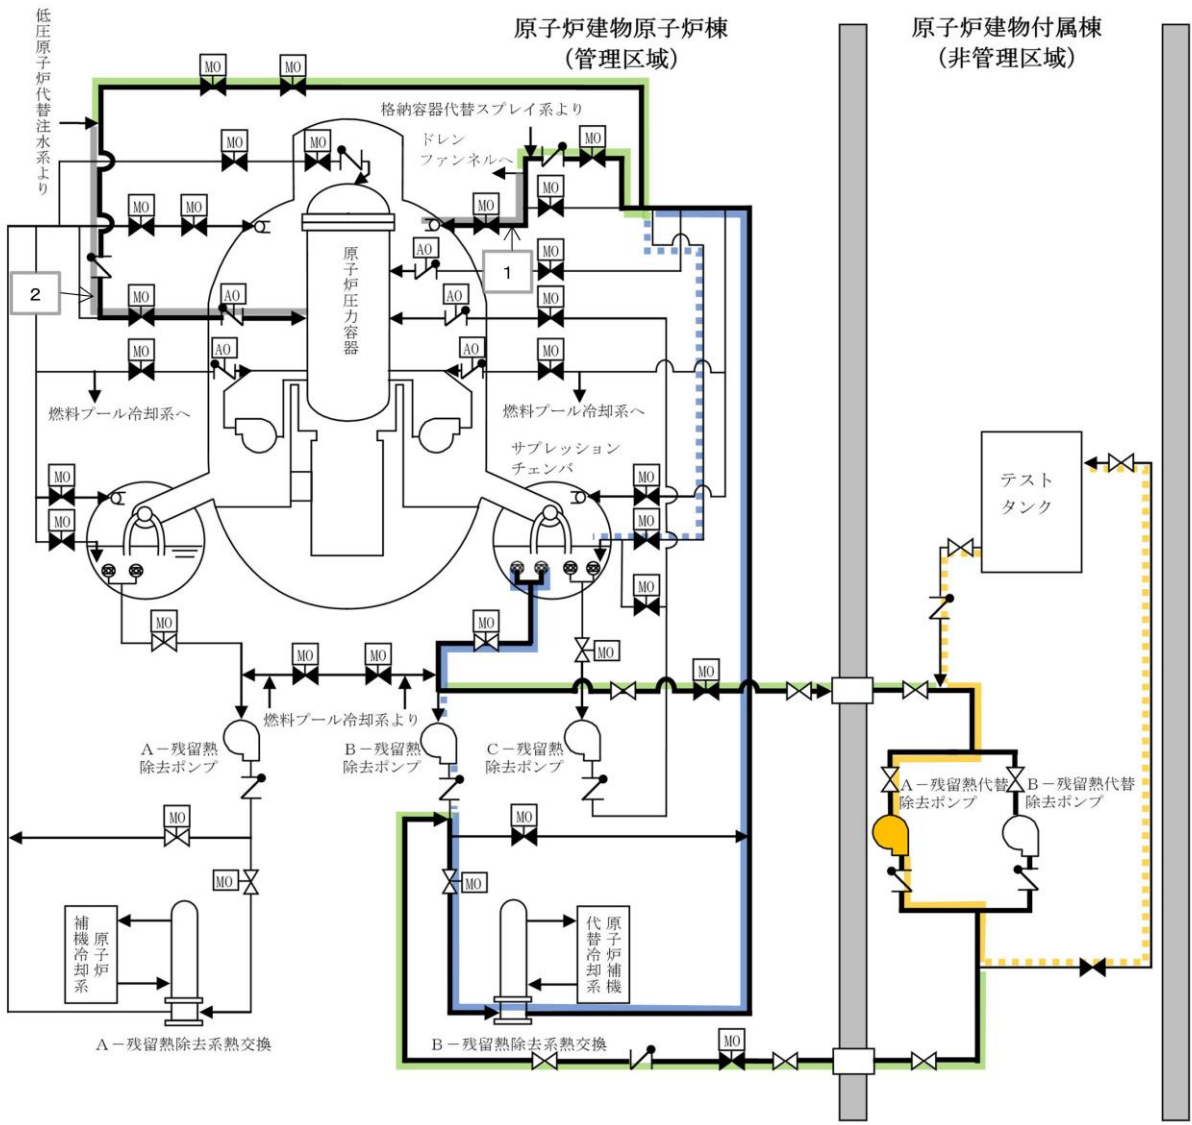 原子炉建物原子炉棟
(管理区域)
原子炉建物付属棟
(非管理区域)
低圧原子炉代替注水系より
MO
MO
格納容器代替スプレイ系より
ドレン
ファンネルへ
MO
MO
MO
MO
MO
MO
MO
MO
原子炉圧力容器
AO
MO
1
2
MO
AO
AO
MO
MO
AO
AO
MO
燃料プール冷却系へ
燃料プール冷却系へ
サプレッション
チェンバ
MO
MO
MO
MO
テスト
タンク
MO
MO
MO
MO
MO
MO
MO
MO
燃料プール冷却系より
A－残留熱
除去ポンプ
B－残留熱
除去ポンプ
C－残留熱
除去ポンプ
A－残留熱代替
除去ポンプ
B－残留熱代替
除去ポンプ
MO
MO
MO
MO
原子炉
補機冷却系
原子炉補機
代替冷却系
A－残留熱除去系熱交換
B－残留熱除去系熱交換
MO